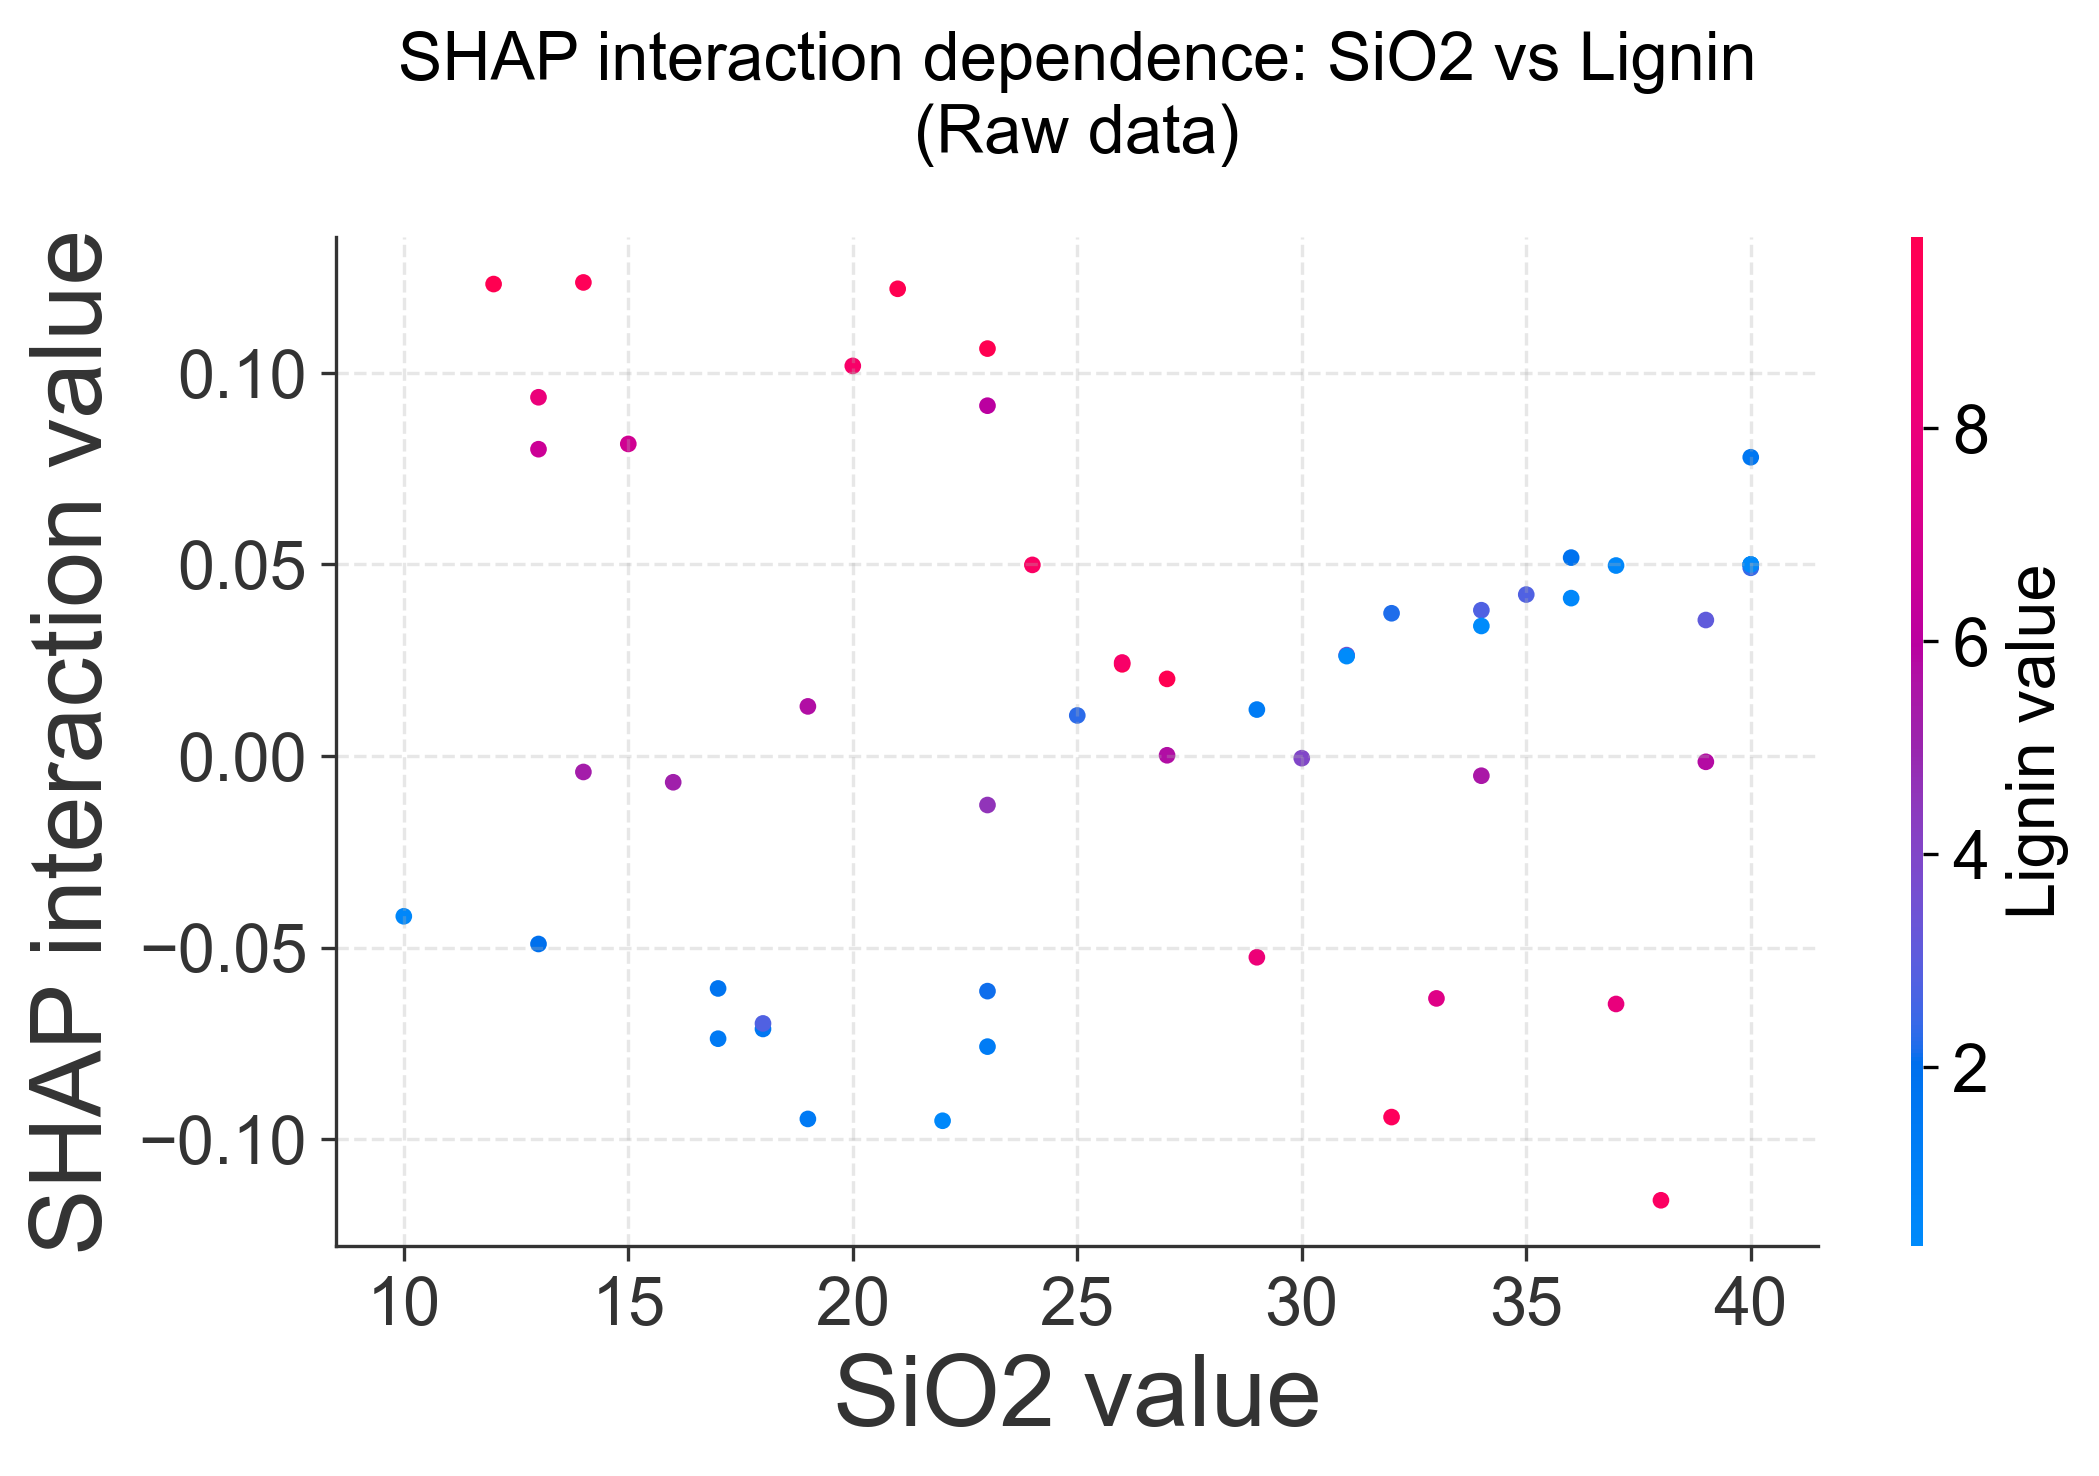 SHAP interaction dependence: SiO2 vs Lignin
(Raw data)
SHAP interaction value
0.10
0.05
0.00
−0.05
−0.10
10 15 20 25 30 35 40
SiO2 value
8
6
4
2
Lignin value